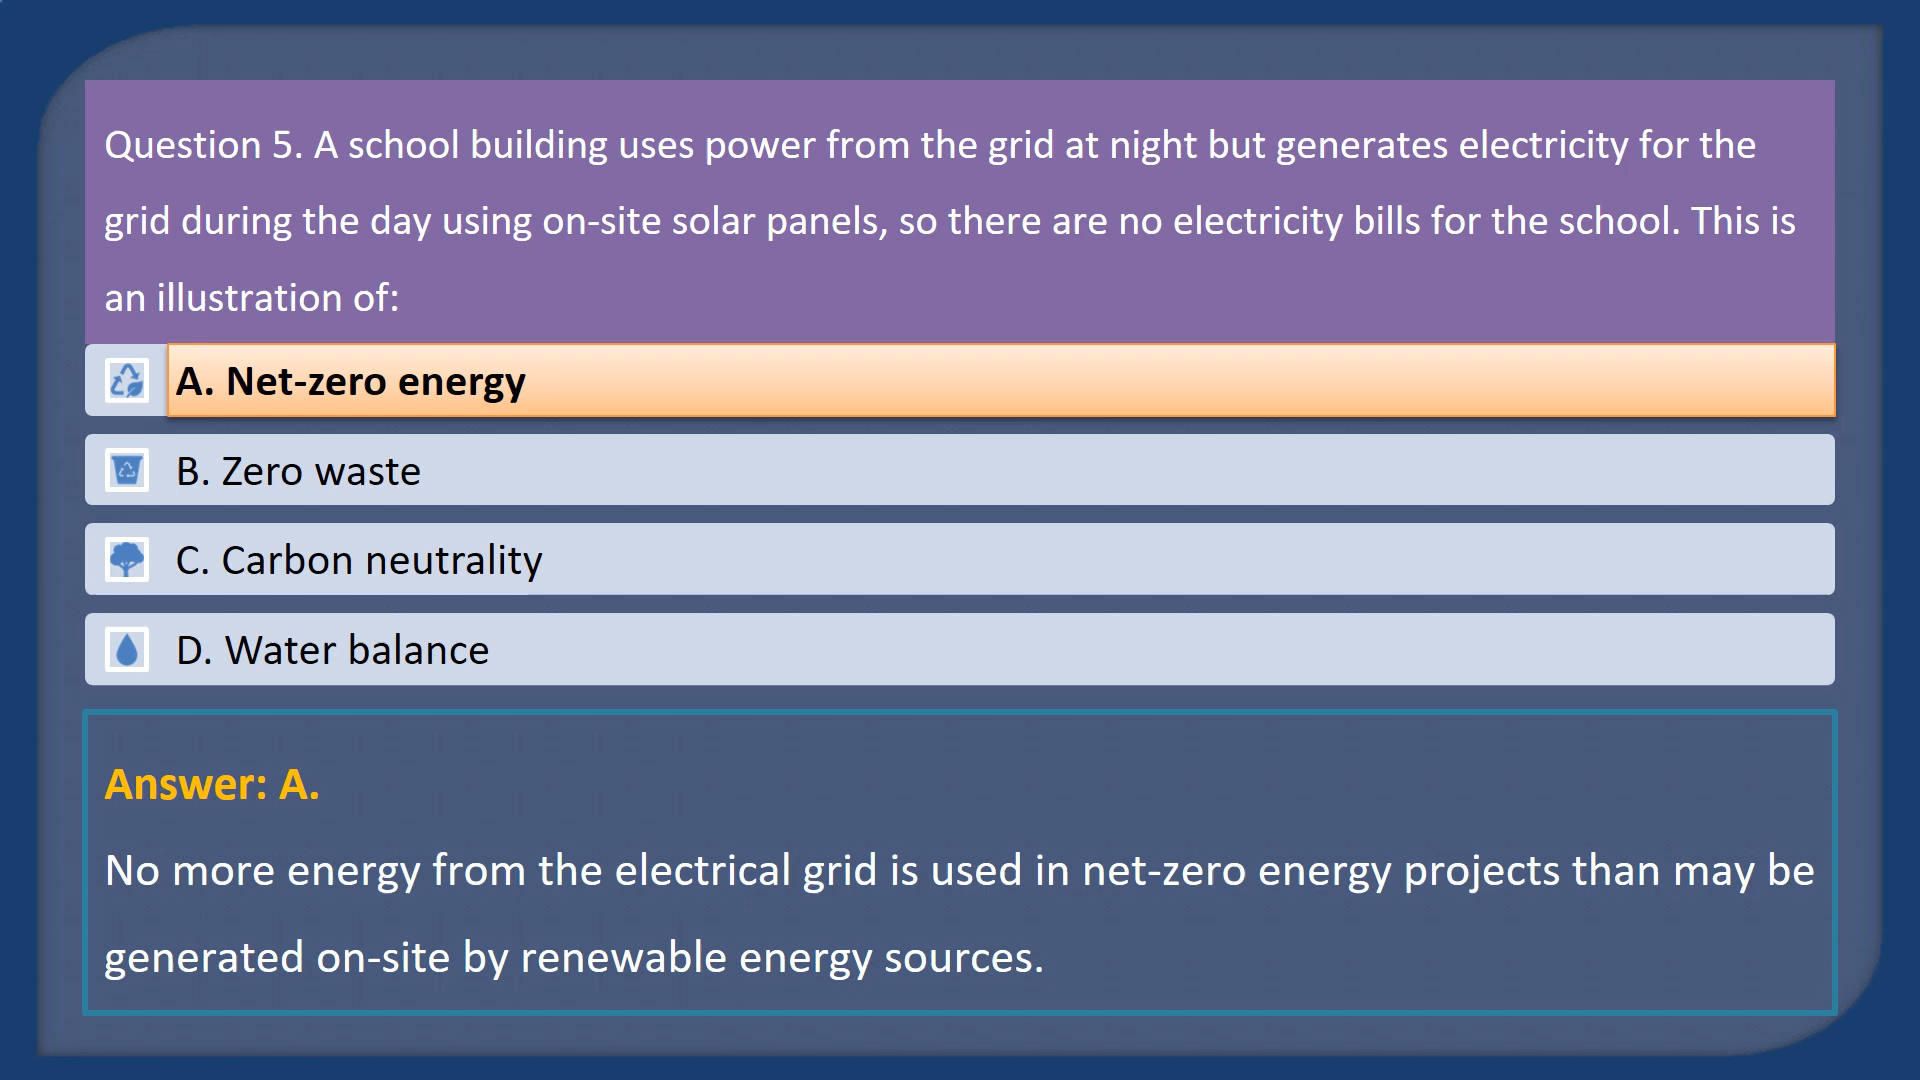 Question 5. A school building uses power from the grid at night but generates electricity for the
grid during the day using on-site solar panels, so there are no electricity bills for the school. This is
an illustration of:
A. Net-zero energy
B. Zero waste
C. Carbon neutrality
D. Water balance
Answer: A.
No more energy from the electrical grid is used in net-zero energy projects than may be
generated on-site by renewable energy sources.